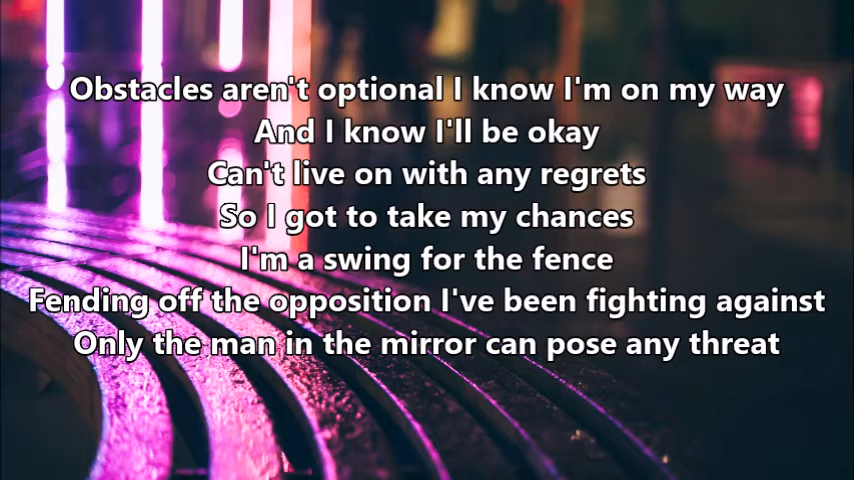 Obstacles aren't optional I know I'm on my way
And I know I'll be okay
Can't live on with any regrets
So I got to take my chances
I'm a swing for the fence
Fending off the opposition I've been fighting against
Only the man in the mirror can pose any threat